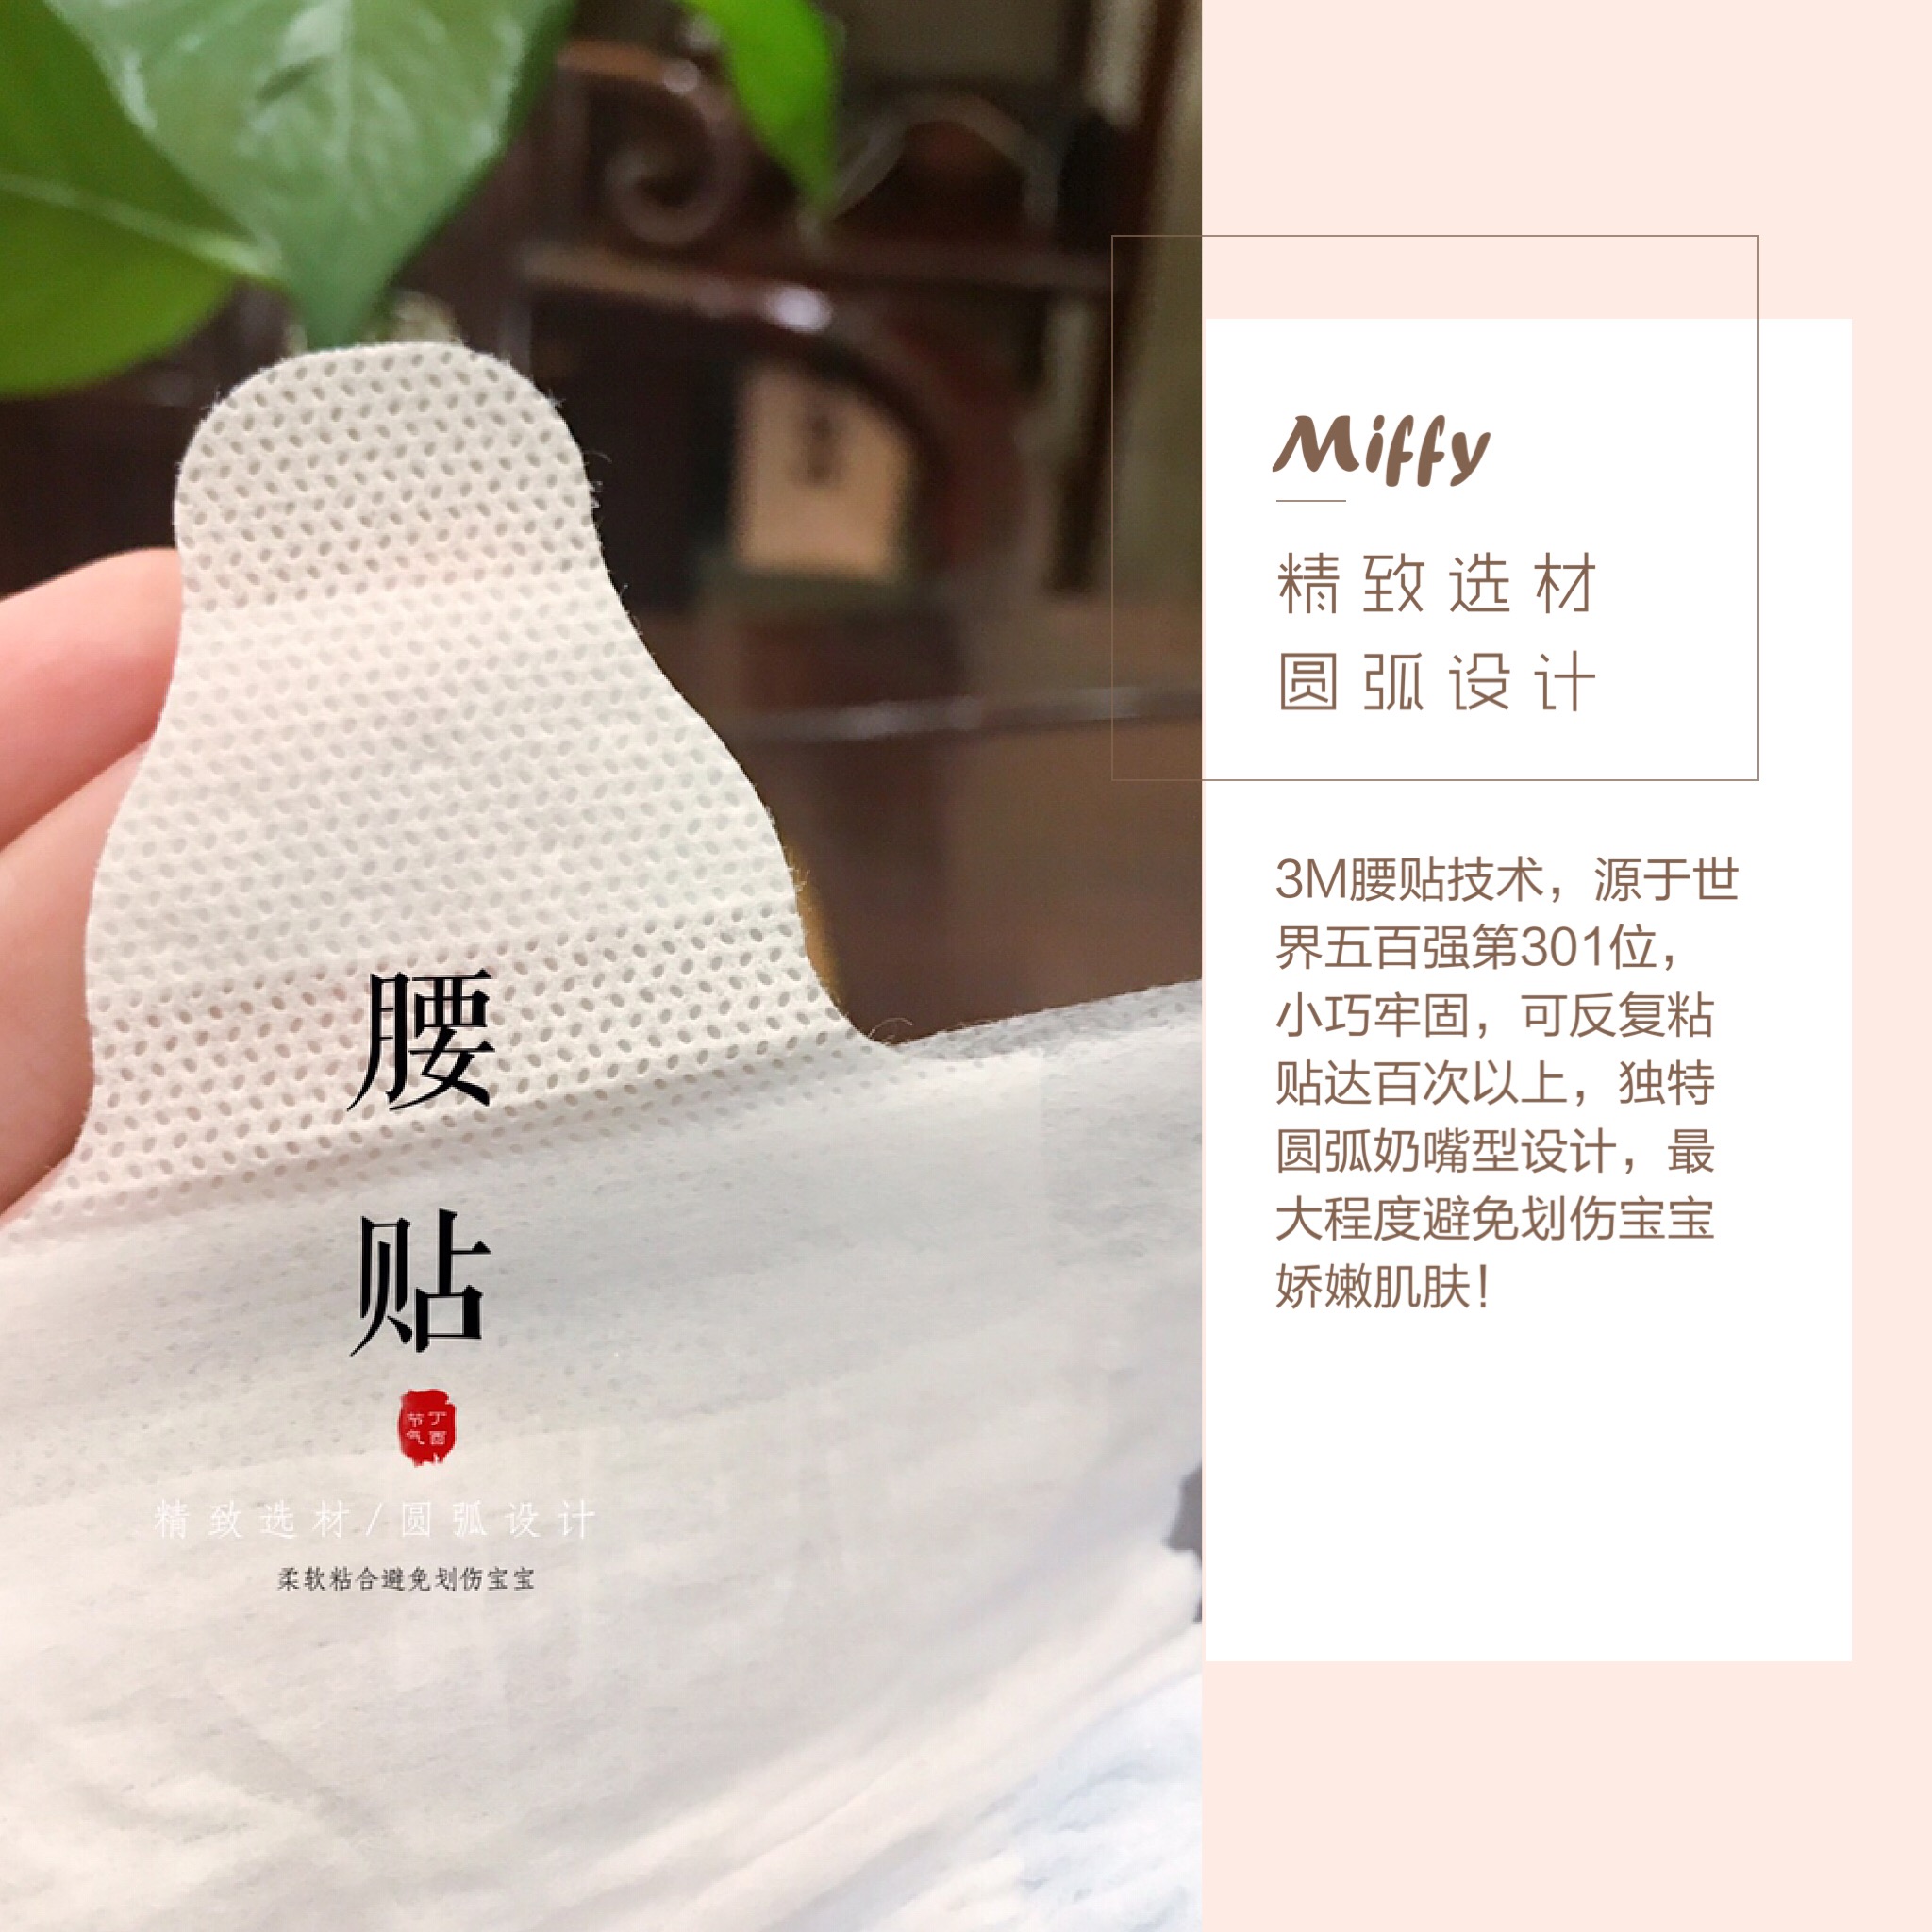 腰
贴
节 丁
气 酉
精致选材/圆弧设计
柔软粘合避免划伤宝宝
Miffy
精致选材
圆弧设计
3M腰贴技术，源于世
界五百强第301位，
小巧牢固，可反复粘
贴达百次以上，独特
圆弧奶嘴型设计，最
大程度避免划伤宝宝
娇嫩肌肤！